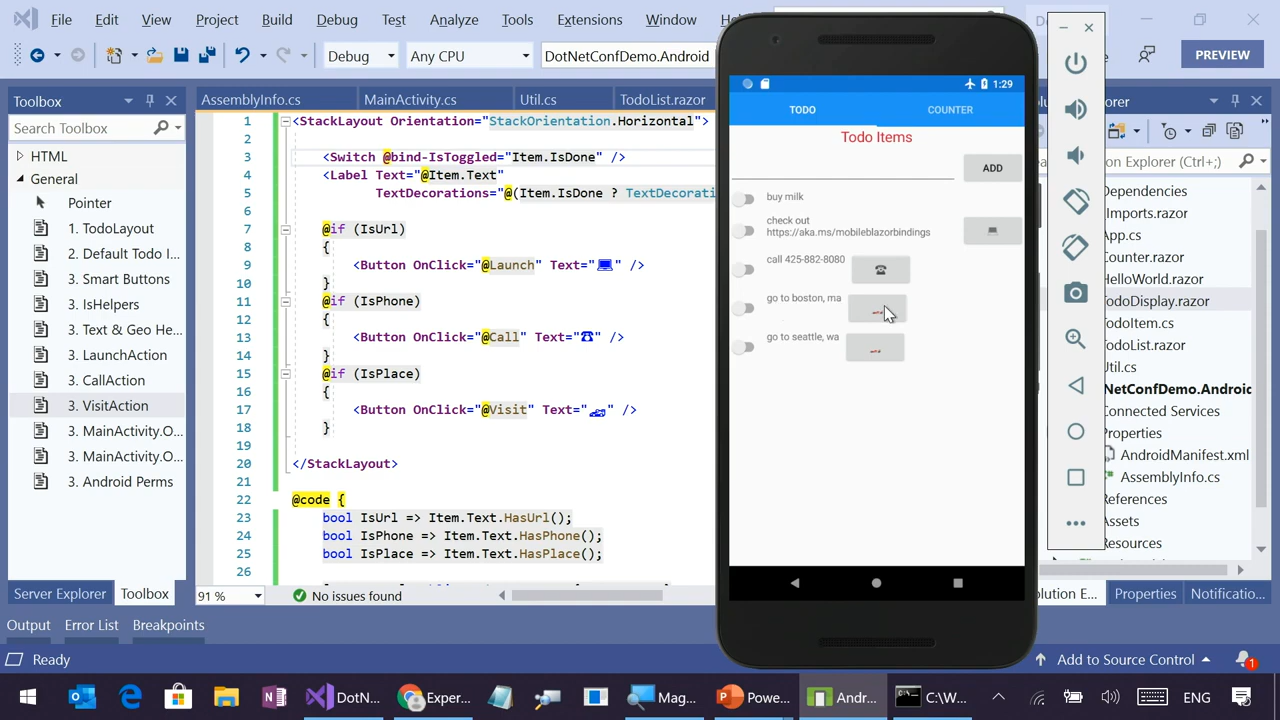 File Edit View Project Build Debug Test Analyze Tools Extensions Window
Debug Any CPU DotNetConfDemo.Android PREVIEW
Toolbox
AssemblyInfo.cs MainActivity.cs Util.cs TodoList.razor
Search Toolbox
HTML
General
Pointer
1. TodoLayout
2. Default Todo I...
3. Smart Buttons
3. IsHelpers
3. Text & Geo He...
3. LaunchAction
3. CallAction
3. VisitAction
3. MainActivity.O...
3. MainActivity.O...
3. Android Perms
Server Explorer Toolbox
1 <StackLayout Orientation="StackOrientation.Horizontal">
2
3 <Switch @bind-IsToggled="Item.IsDone" />
4 <Label Text="@Item.Text"
5 TextDecorations="@(Item.IsDone ? TextDecorati
6
7 @if (IsUrl)
8 {
9 <Button OnClick="@Launch" Text="💻" />
10 }
11 @if (IsPhone)
12 {
13 <Button OnClick="@Call" Text="☎" />
14 }
15 @if (IsPlace)
16 {
17 <Button OnClick="@Visit" Text="🏎" />
18 }
19
20 </StackLayout>
21
22 @code {
23 bool IsUrl => Item.Text.HasUrl();
24 bool IsPhone => Item.Text.HasPhone();
25 bool IsPlace => Item.Text.HasPlace();
26
91 % No issues found
1:29
TODO COUNTER
Todo Items
ADD
buy milk
check out
https://aka.ms/mobileblazorbindings
call 425-882-8080
go to boston, ma
go to seattle, wa
Explorer (Ctrl+;)
Dependencies
Imports.razor
App.cs
Counter.razor
HelloWorld.razor
TodoDisplay.razor
TodoItem.cs
TodoList.razor
Util.cs
NetConfDemo.Android
Connected Services
Properties
AndroidManifest.xml
AssemblyInfo.cs
References
Assets
Resources
Solution E... Properties Notificatio...
Output Error List Breakpoints
Ready Add to Source Control 1
DotN... Exper... Mag... Powe... Andr... C:\W... ENG 1